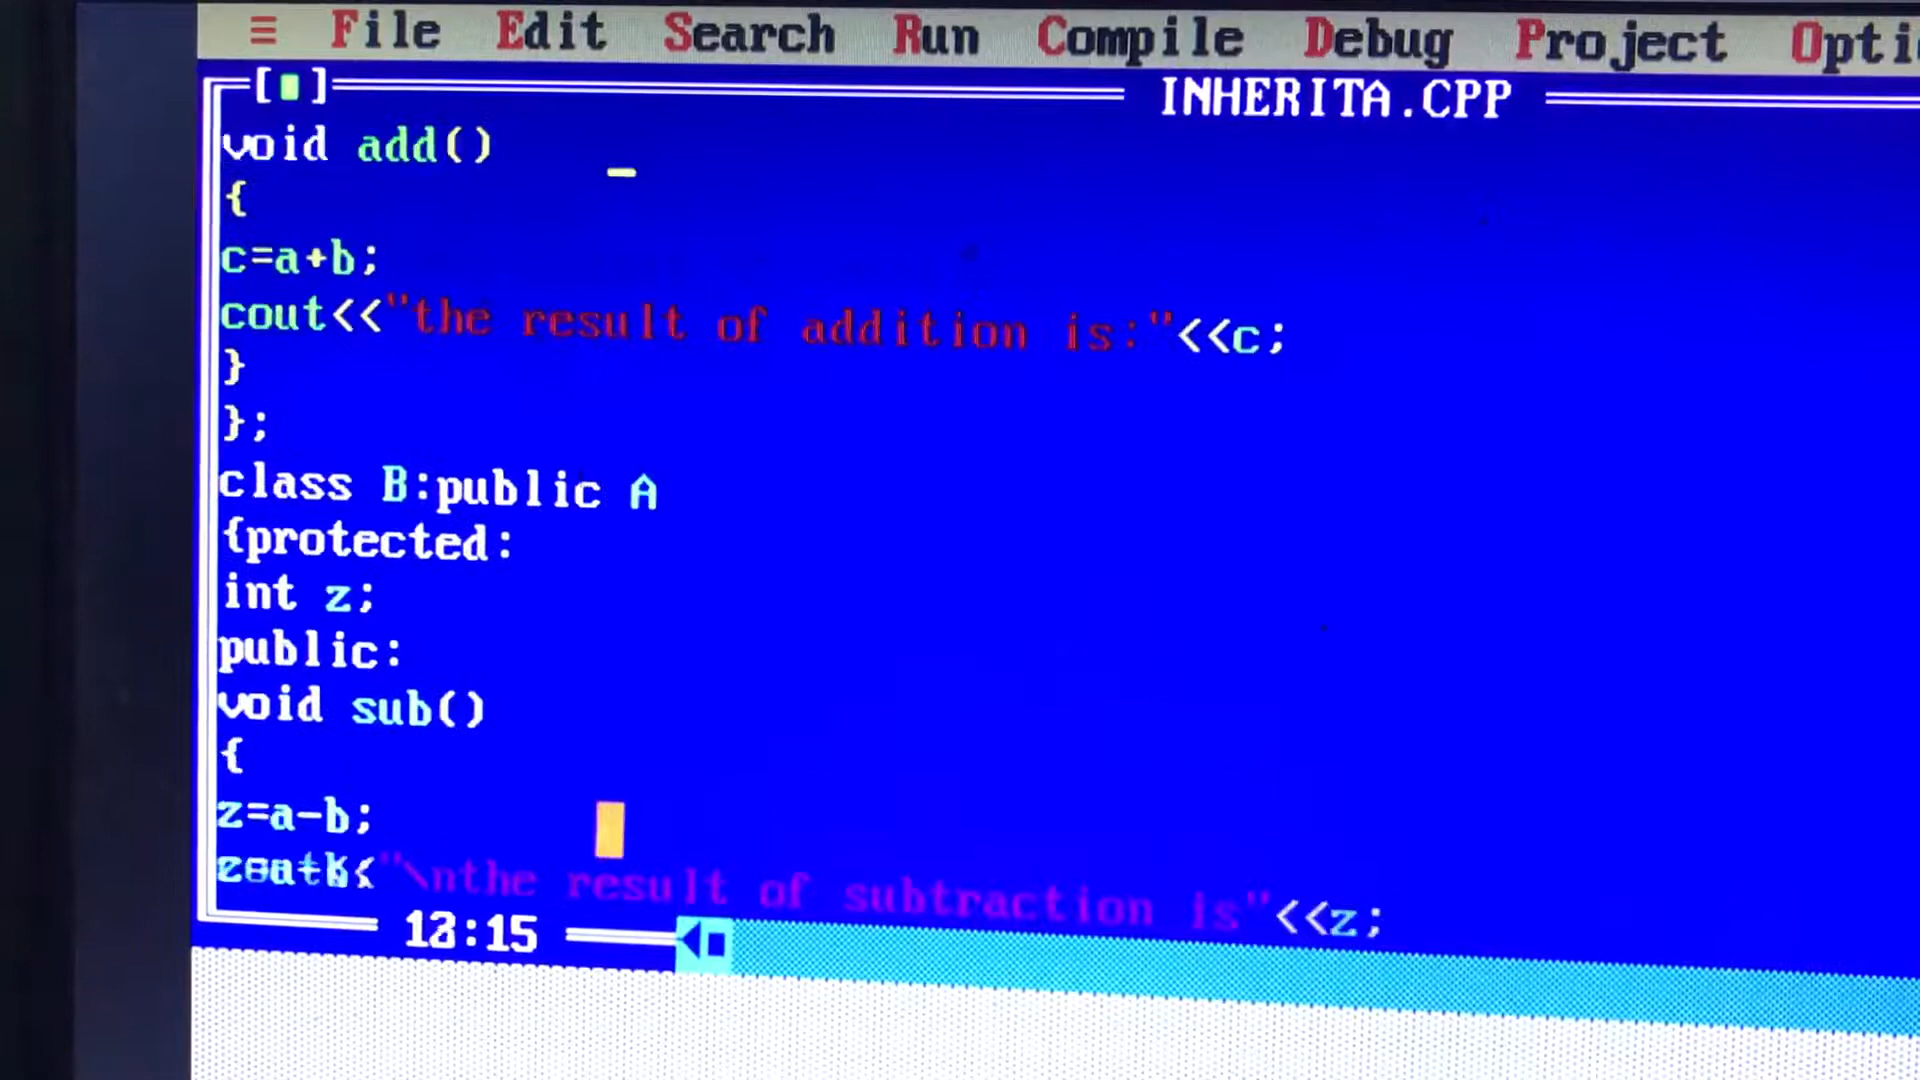 ≡ File Edit Search Run Compile Debug Project Opti
[ ] INHERITA.CPP
void add()
{
c=a+b;
cout<<"the result of addition is:"<<c;
}
};
class B:public A
{protected:
int z;
public:
void sub()
{
z=a-b;
"\nthe result of subtraction is"<<z;
:15